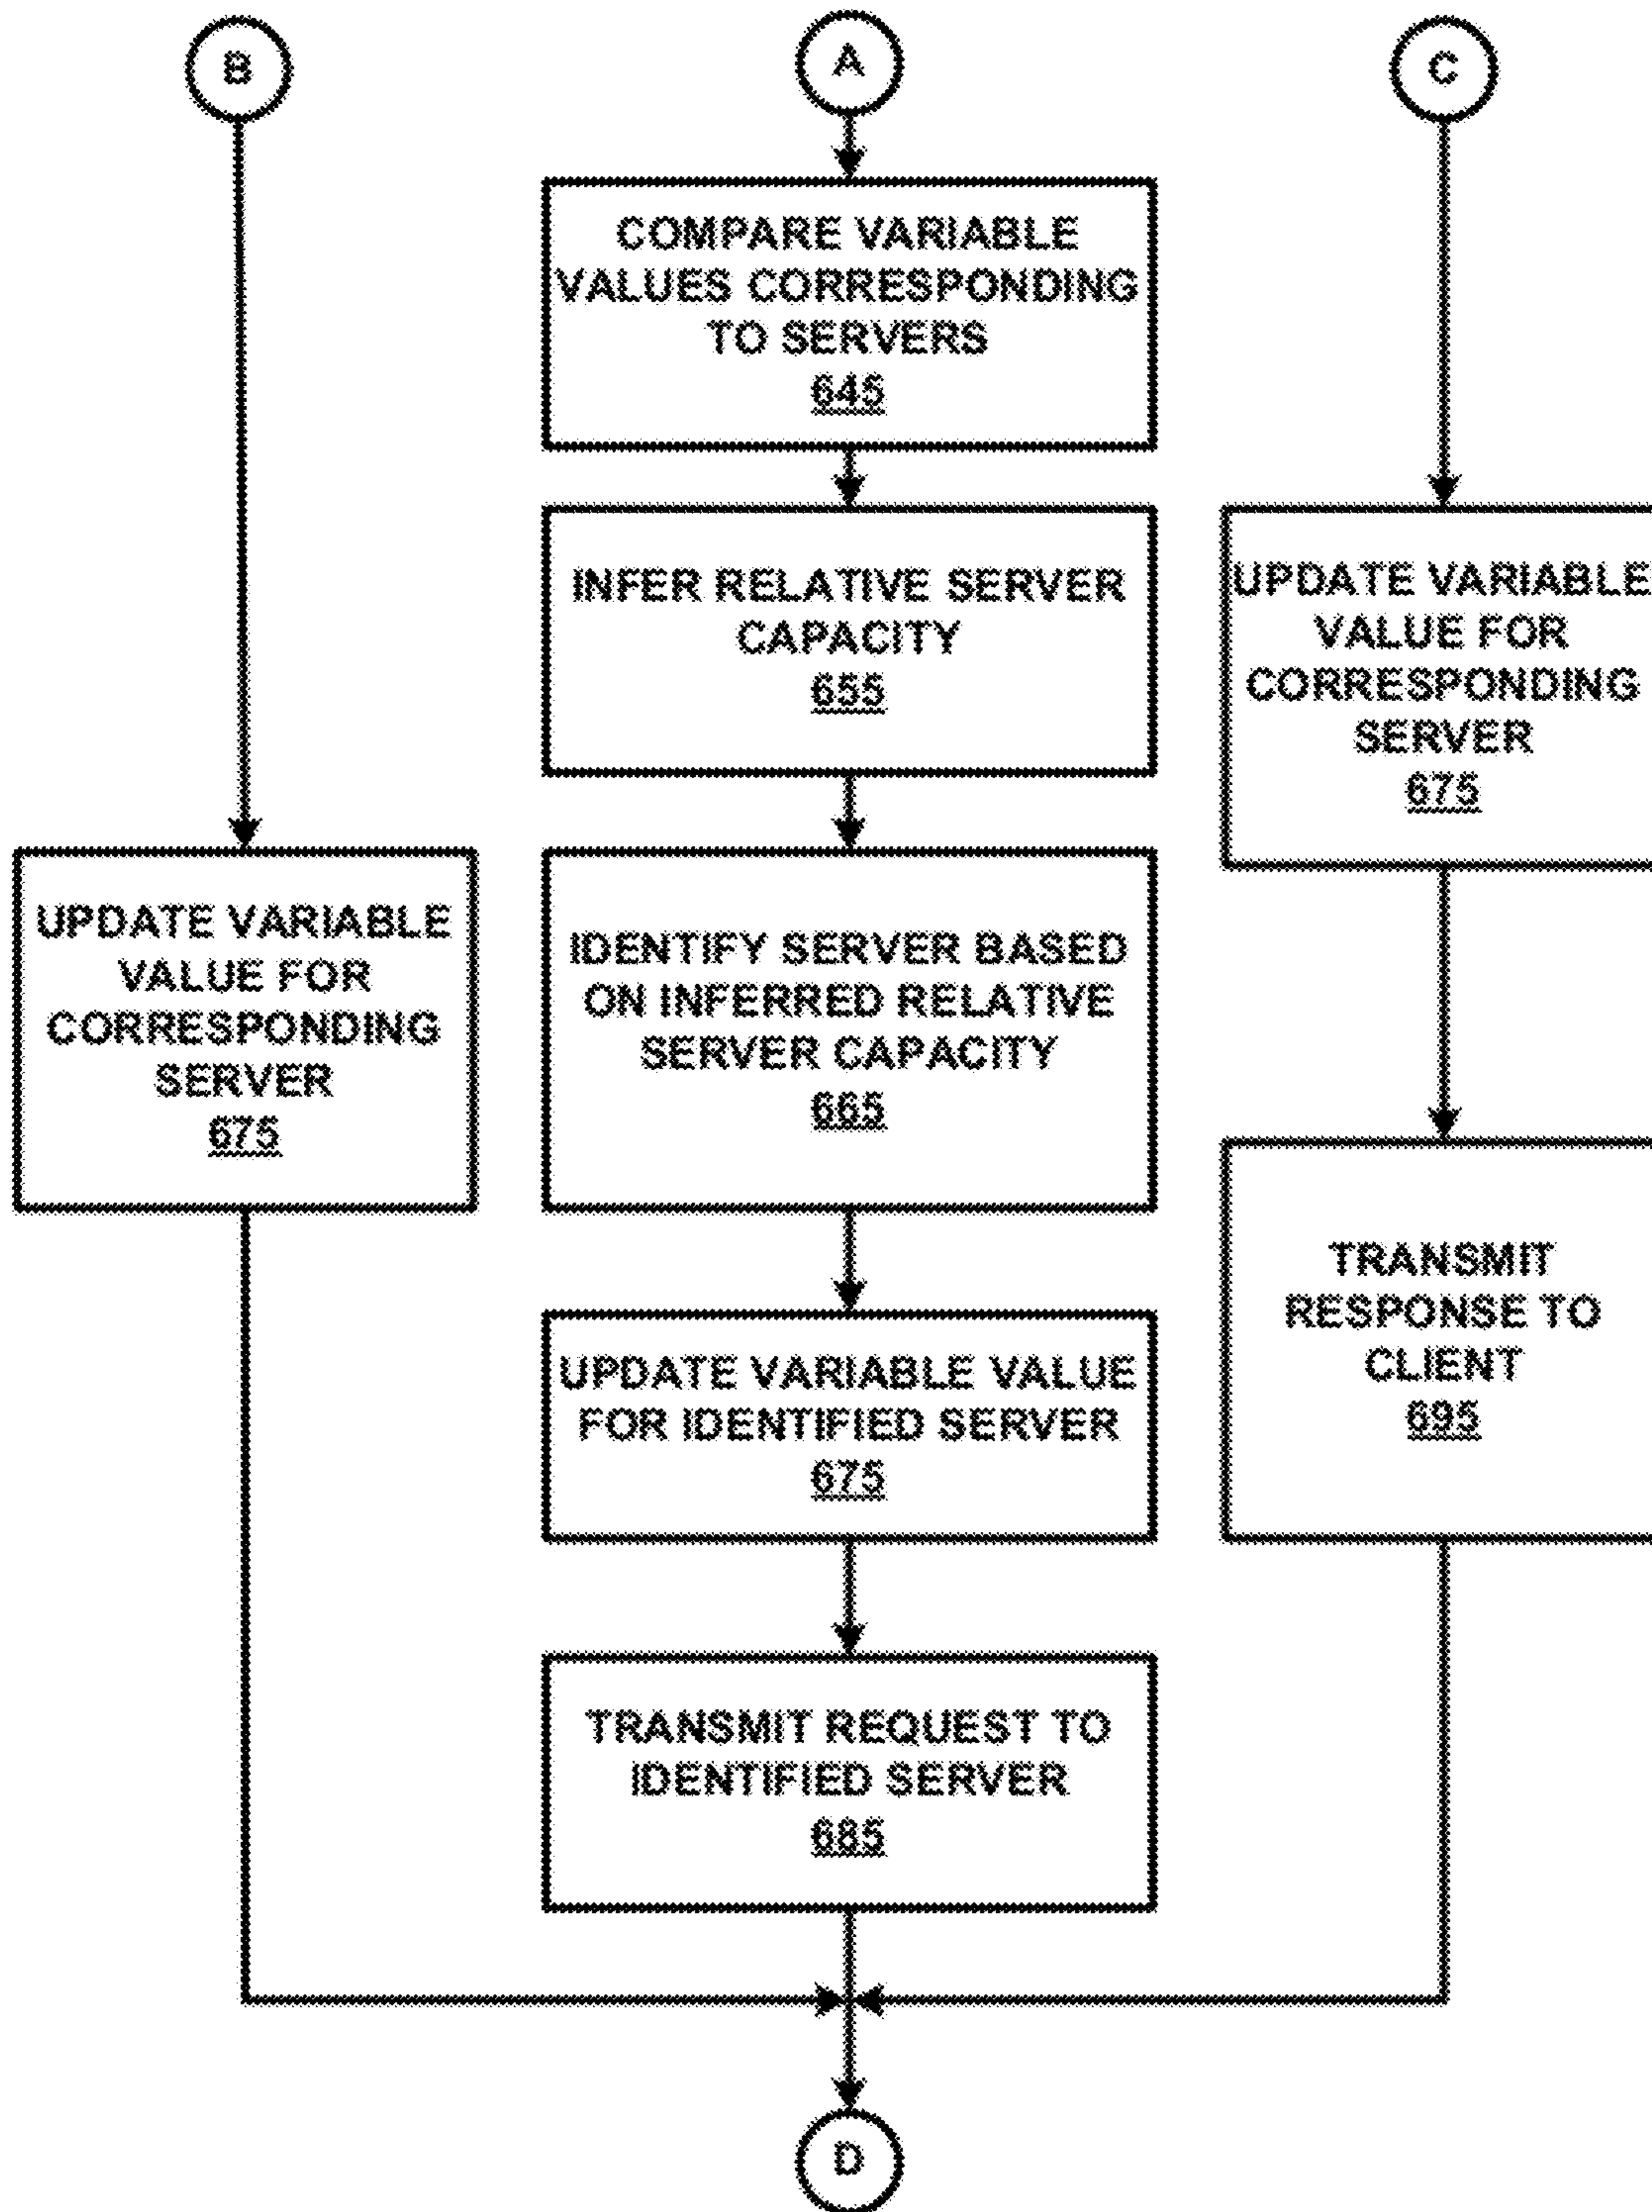 B
A
C
COMPARE VARIABLE
VALUES CORRESPONDING
TO SERVERS
645
INFER RELATIVE SERVER
CAPACITY
655
UPDATE VARIABLE
VALUE FOR
CORRESPONDING
SERVER
675
UPDATE VARIABLE
VALUE FOR
CORRESPONDING
SERVER
675
IDENTIFY SERVER BASED
ON INFERRED RELATIVE
SERVER CAPACITY
665
TRANSMIT
RESPONSE TO
CLIENT
695
UPDATE VARIABLE VALUE
FOR IDENTIFIED SERVER
675
TRANSMIT REQUEST TO
IDENTIFIED SERVER
685
D